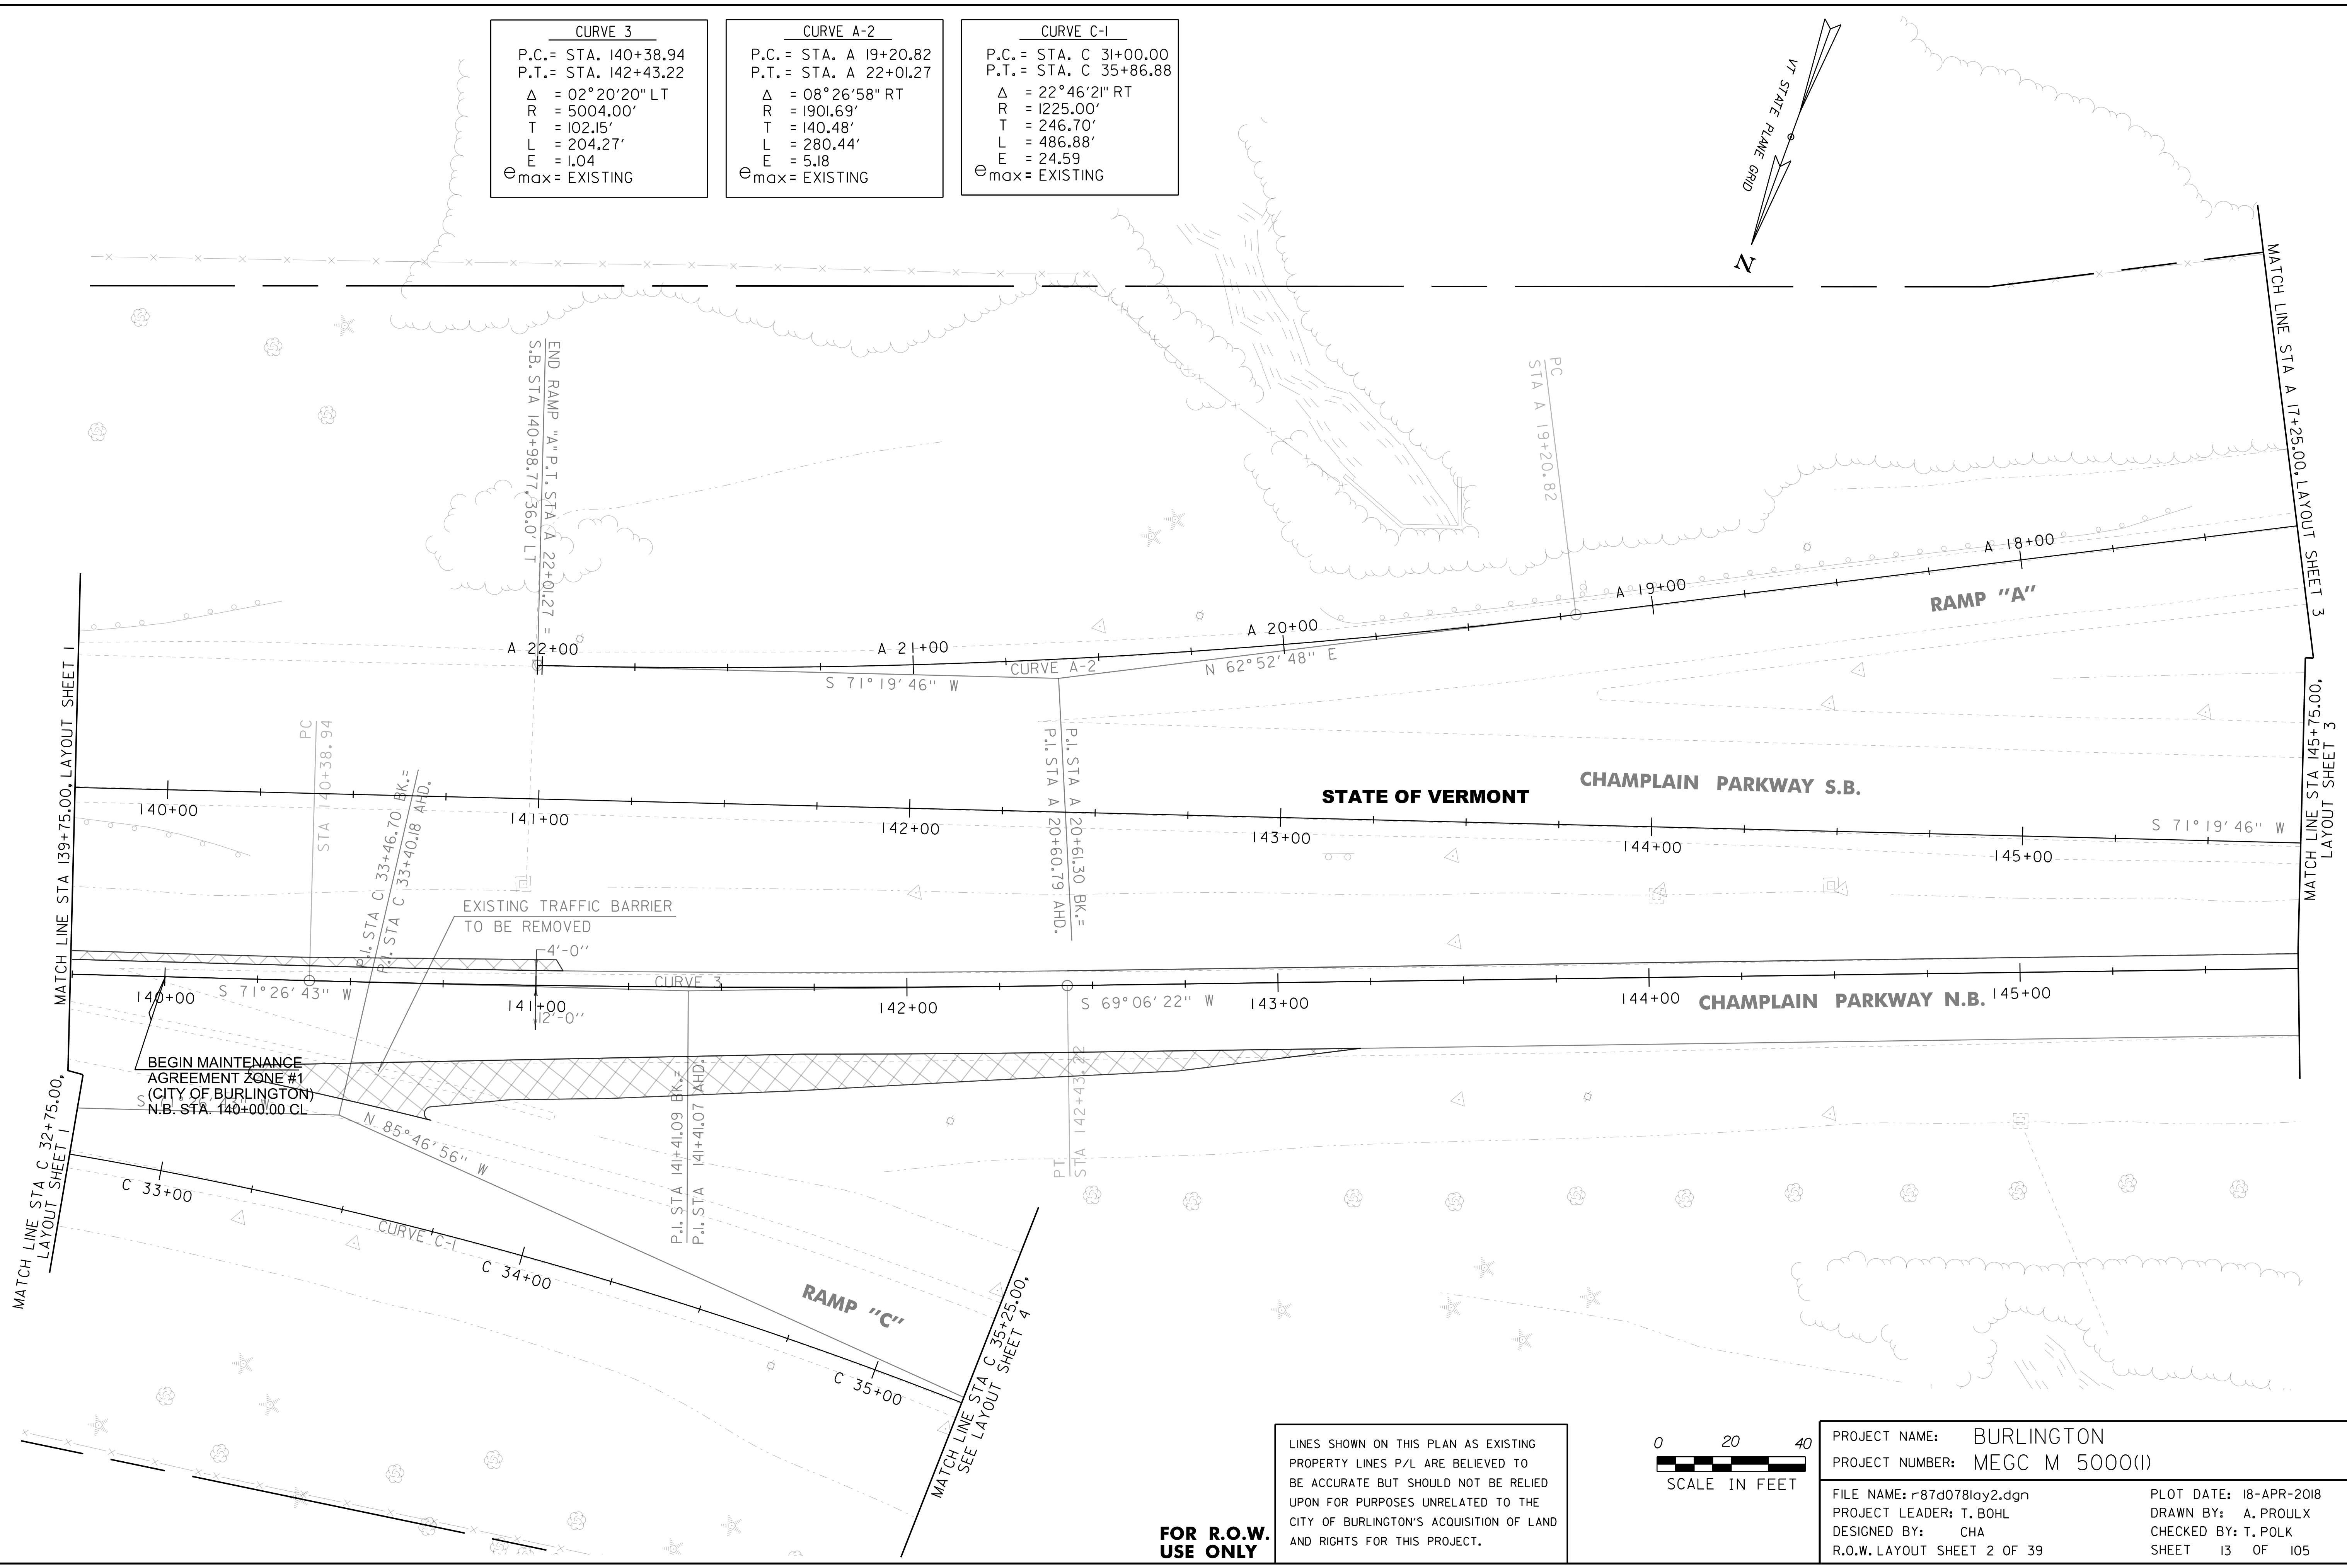 CURVE 3
P.C.= STA. 140+38.94
P.T.= STA. 142+43.22
Δ = 02°20'20" LT
R = 5004.00'
T = 102.15'
L = 204.27'
E = 1.04
emax= EXISTING
CURVE A-2
P.C.= STA. A 19+20.82
P.T.= STA. A 22+01.27
Δ = 08°26'58" RT
R = 1901.69'
T = 140.48'
L = 280.44'
E = 5.18
emax= EXISTING
CURVE C-1
P.C.= STA. C 31+00.00
P.T.= STA. C 35+86.88
Δ = 22°46'21" RT
R = 1225.00'
T = 246.70'
L = 486.88'
E = 24.59
emax= EXISTING
VT STATE PLANE GRID
N
MATCH LINE STA A 17+25.00, LAYOUT SHEET 3
END RAMP "A" P.T. STA A 22+01.27 =
S.B. STA 140+98.77, 36.0' LT
PC
STA A 19+20.82
A 18+00
A 19+00
RAMP "A"
A 20+00
A 21+00
A 22+00
CURVE A-2
N 62°52'48" E
S 71°19'46" W
MATCH LINE STA 139+75.00, LAYOUT SHEET 1
PC
STA 140+38.94
P.I. STA C 33+46.70 BK.=
P.I. STA C 33+40.18 AHD.
P.I. STA A 20+61.30 BK.=
P.I. STA A 20+60.79 AHD.
STATE OF VERMONT
CHAMPLAIN PARKWAY S.B.
140+00
141+00
142+00
143+00
144+00
145+00
S 71°19'46" W
MATCH LINE STA 145+75.00,
LAYOUT SHEET 3
EXISTING TRAFFIC BARRIER
TO BE REMOVED
4'-0"
12'-0"
CURVE 3
S 71°26'43" W
S 69°06'22" W
140+00
141+00
142+00
143+00
144+00
CHAMPLAIN PARKWAY N.B.
145+00
BEGIN MAINTENANCE
AGREEMENT ZONE #1
(CITY OF BURLINGTON)
N.B. STA. 140+00.00 CL
S 71°26'43" W
N 85°46'56" W
P.I. STA 141+41.09 BK.=
P.I. STA 141+41.07 AHD.
PT
STA 142+43.22
MATCH LINE STA C 32+75.00,
LAYOUT SHEET 1
C 33+00
CURVE C-1
C 34+00
RAMP "C"
C 35+00
MATCH LINE STA C 35+25.00,
SEE LAYOUT SHEET 4
FOR R.O.W.
USE ONLY
LINES SHOWN ON THIS PLAN AS EXISTING
PROPERTY LINES P/L ARE BELIEVED TO
BE ACCURATE BUT SHOULD NOT BE RELIED
UPON FOR PURPOSES UNRELATED TO THE
CITY OF BURLINGTON'S ACQUISITION OF LAND
AND RIGHTS FOR THIS PROJECT.
0 20 40
SCALE IN FEET
PROJECT NAME: BURLINGTON
PROJECT NUMBER: MEGC M 5000(1)
FILE NAME: r87d078lay2.dgn
PROJECT LEADER: T. BOHL
DESIGNED BY: CHA
R.O.W. LAYOUT SHEET 2 OF 39
PLOT DATE: 18-APR-2018
DRAWN BY: A. PROULX
CHECKED BY: T. POLK
SHEET 13 OF 105